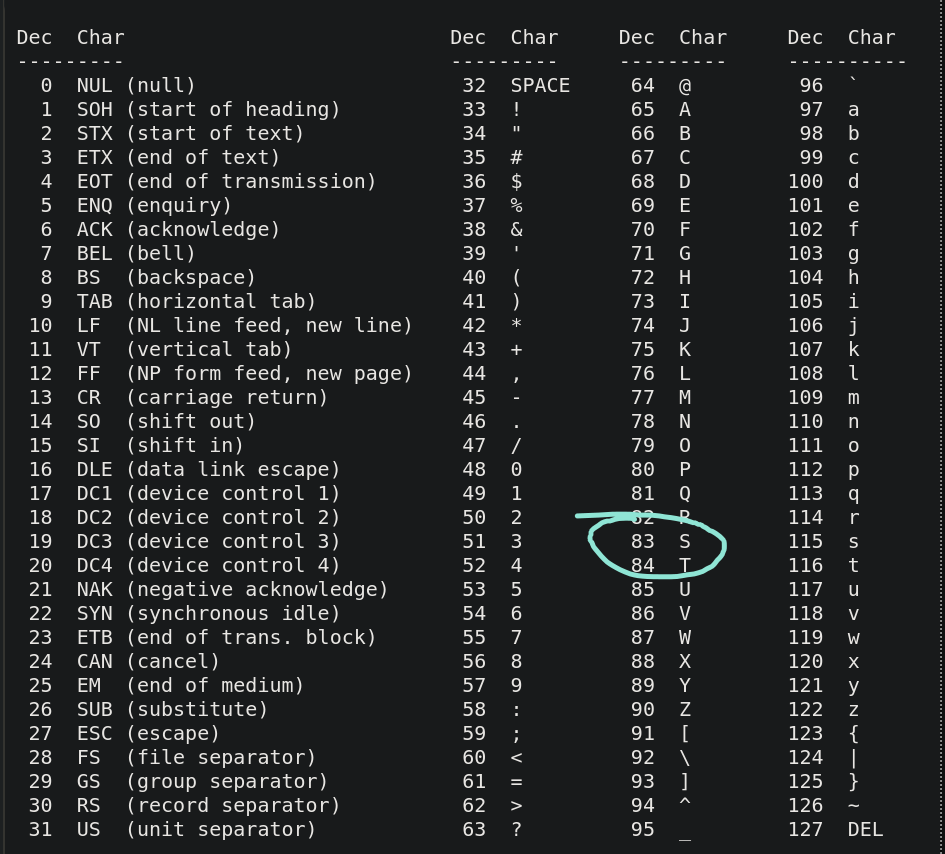 Dec  Char                           Dec  Char     Dec  Char     Dec  Char
---------                           ---------     ---------     ----------
  0  NUL (null)                      32  SPACE     64  @         96  `
  1  SOH (start of heading)          33  !         65  A         97  a
  2  STX (start of text)             34  "         66  B         98  b
  3  ETX (end of text)               35  #         67  C         99  c
  4  EOT (end of transmission)       36  $         68  D        100  d
  5  ENQ (enquiry)                   37  %         69  E        101  e
  6  ACK (acknowledge)               38  &         70  F        102  f
  7  BEL (bell)                      39  '         71  G        103  g
  8  BS  (backspace)                 40  (         72  H        104  h
  9  TAB (horizontal tab)            41  )         73  I        105  i
 10  LF  (NL line feed, new line)    42  *         74  J        106  j
 11  VT  (vertical tab)              43  +         75  K        107  k
 12  FF  (NP form feed, new page)    44  ,         76  L        108  l
 13  CR  (carriage return)           45  -         77  M        109  m
 14  SO  (shift out)                 46  .         78  N        110  n
 15  SI  (shift in)                  47  /         79  O        111  o
 16  DLE (data link escape)          48  0         80  P        112  p
 17  DC1 (device control 1)          49  1         81  Q        113  q
 18  DC2 (device control 2)          50  2         82  R        114  r
 19  DC3 (device control 3)          51  3         83  S        115  s
 20  DC4 (device control 4)          52  4         84  T        116  t
 21  NAK (negative acknowledge)      53  5         85  U        117  u
 22  SYN (synchronous idle)          54  6         86  V        118  v
 23  ETB (end of trans. block)       55  7         87  W        119  w
 24  CAN (cancel)                    56  8         88  X        120  x
 25  EM  (end of medium)             57  9         89  Y        121  y
 26  SUB (substitute)                58  :         90  Z        122  z
 27  ESC (escape)                    59  ;         91  [        123  {
 28  FS  (file separator)            60  <         92  \        124  |
 29  GS  (group separator)           61  =         93  ]        125  }
 30  RS  (record separator)          62  >         94  ^        126  ~
 31  US  (unit separator)            63  ?         95  _        127  DEL